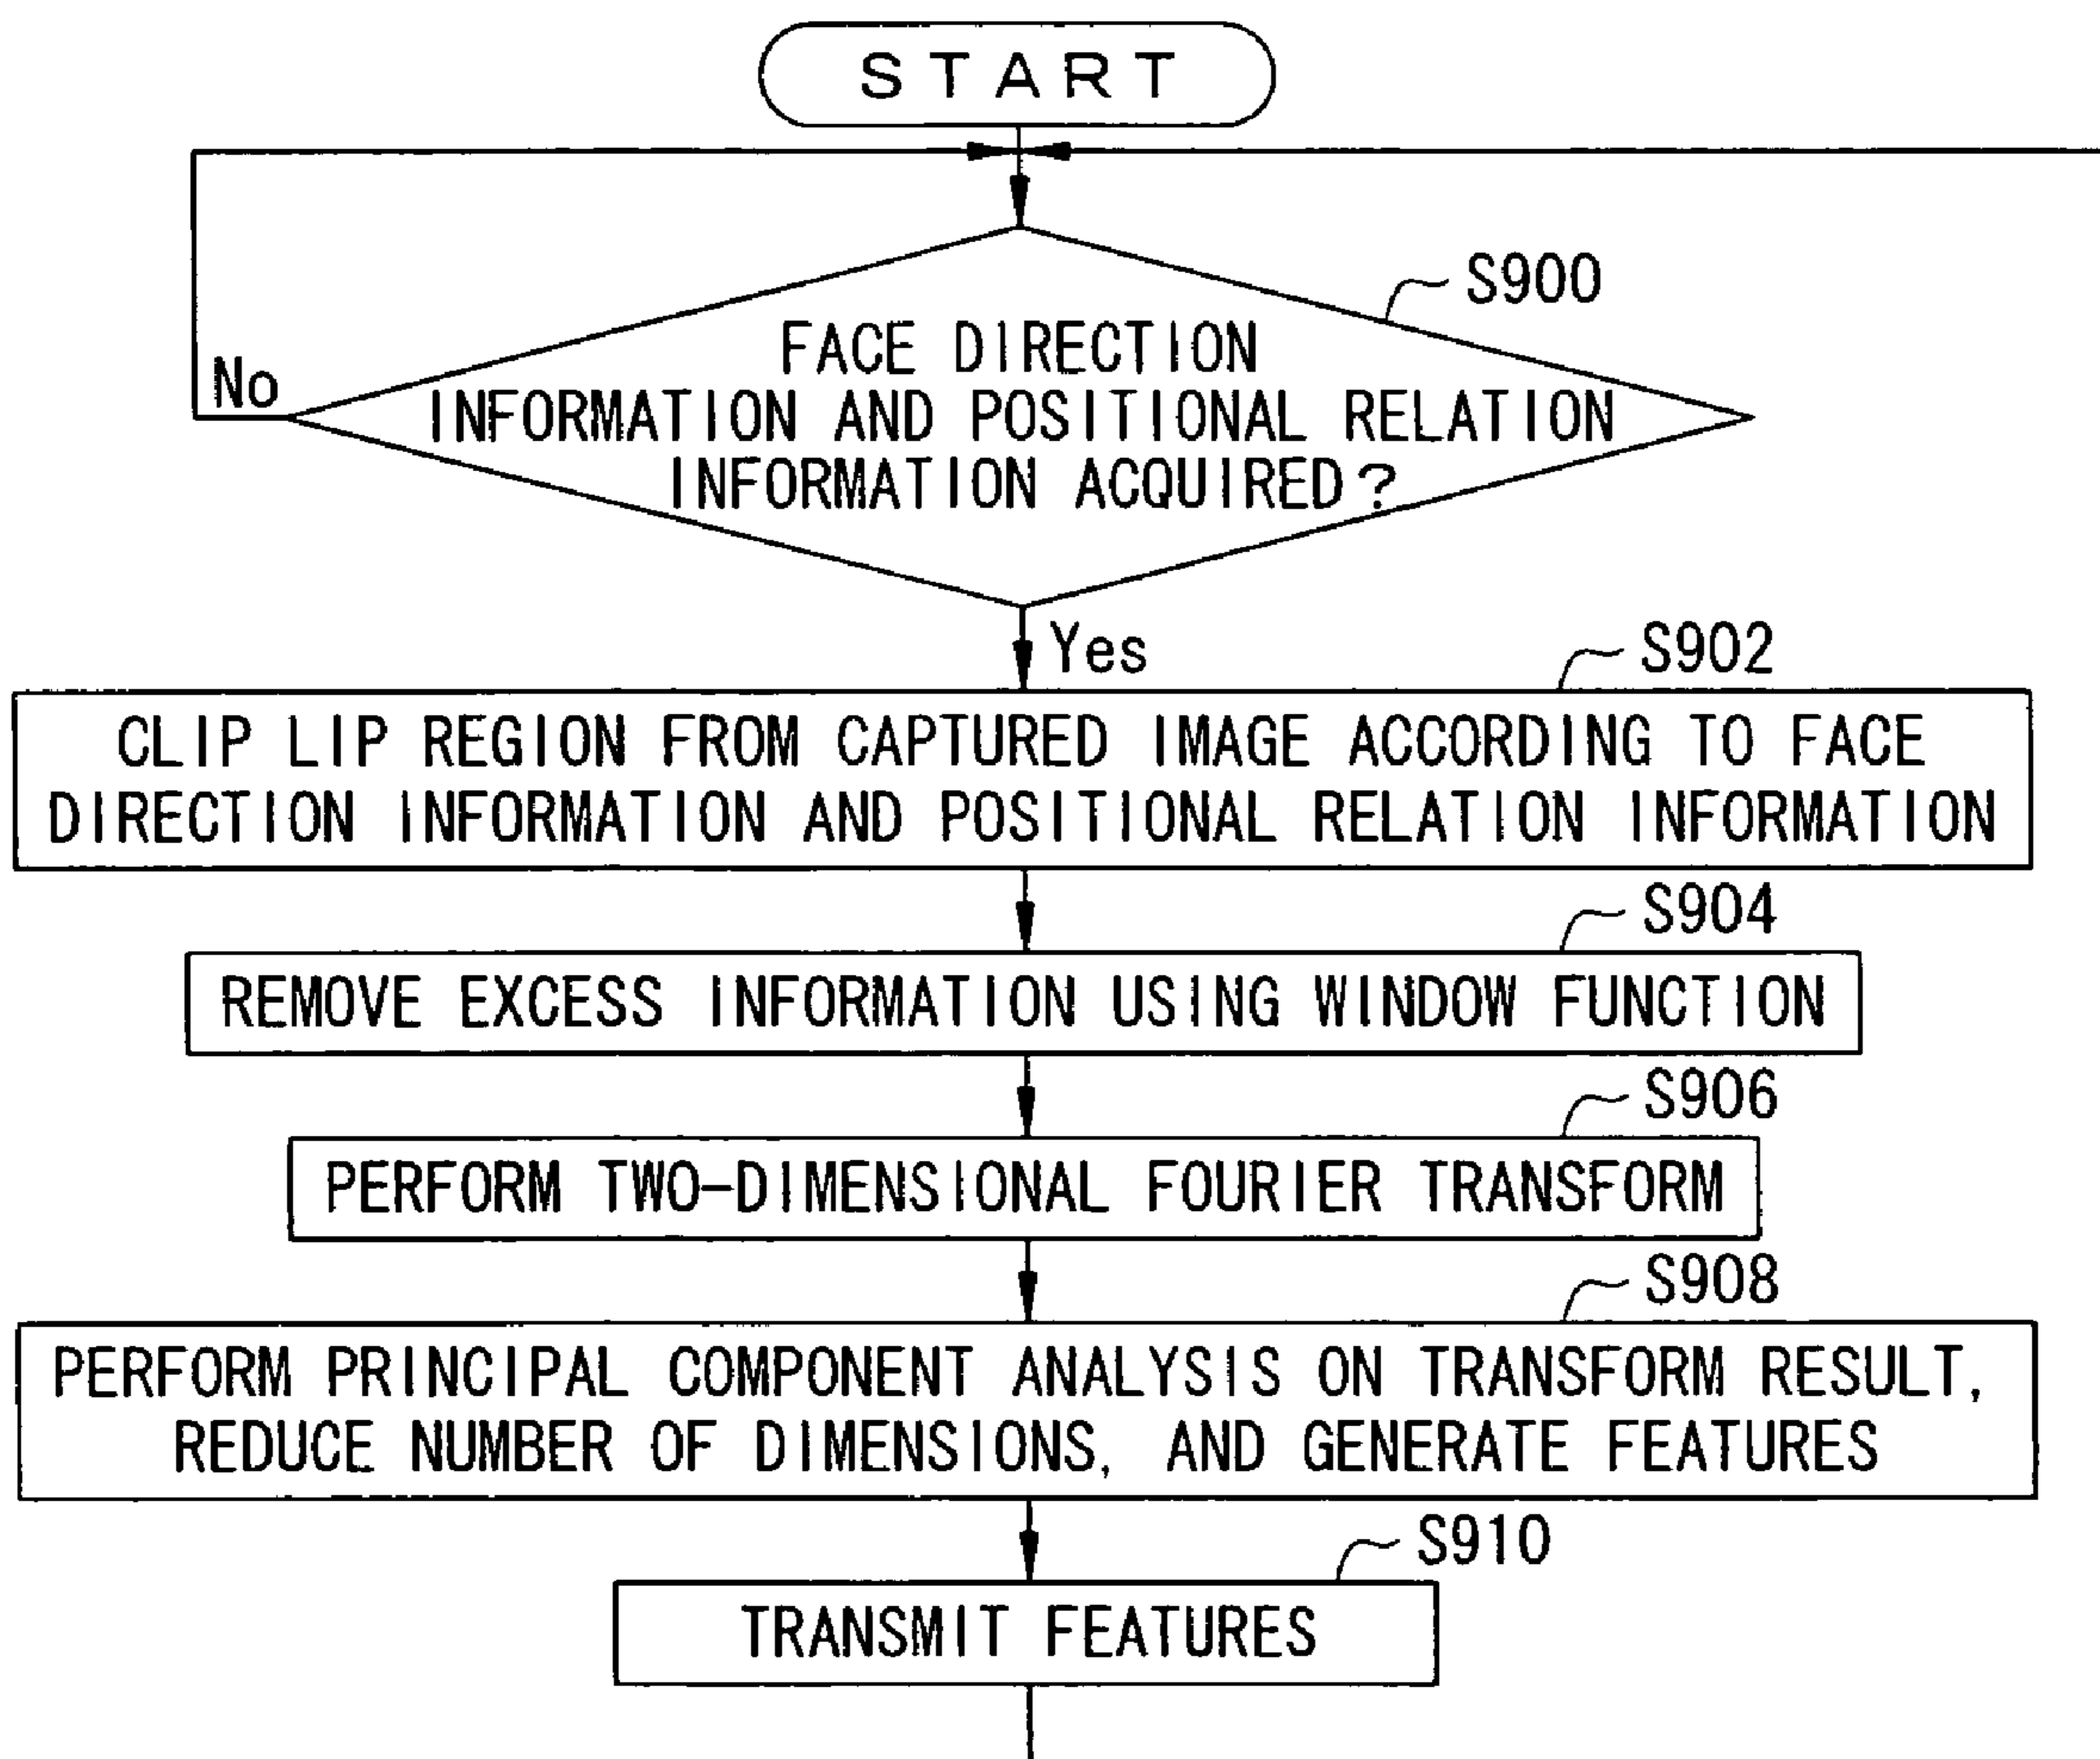 START
S900
FACE DIRECTION
No
INFORMATION AND POSITIONAL RELATION
INFORMATION ACQUIRED?
Yes
S902
CLIP LIP REGION FROM CAPTURED IMAGE ACCORDING TO FACE
DIRECTION INFORMATION AND POSITIONAL RELATION INFORMATION
S904
REMOVE EXCESS INFORMATION USING WINDOW FUNCTION
S906
PERFORM TWO-DIMENSIONAL FOURIER TRANSFORM
S908
PERFORM PRINCIPAL COMPONENT ANALYSIS ON TRANSFORM RESULT,
REDUCE NUMBER OF DIMENSIONS, AND GENERATE FEATURES
S910
TRANSMIT FEATURES